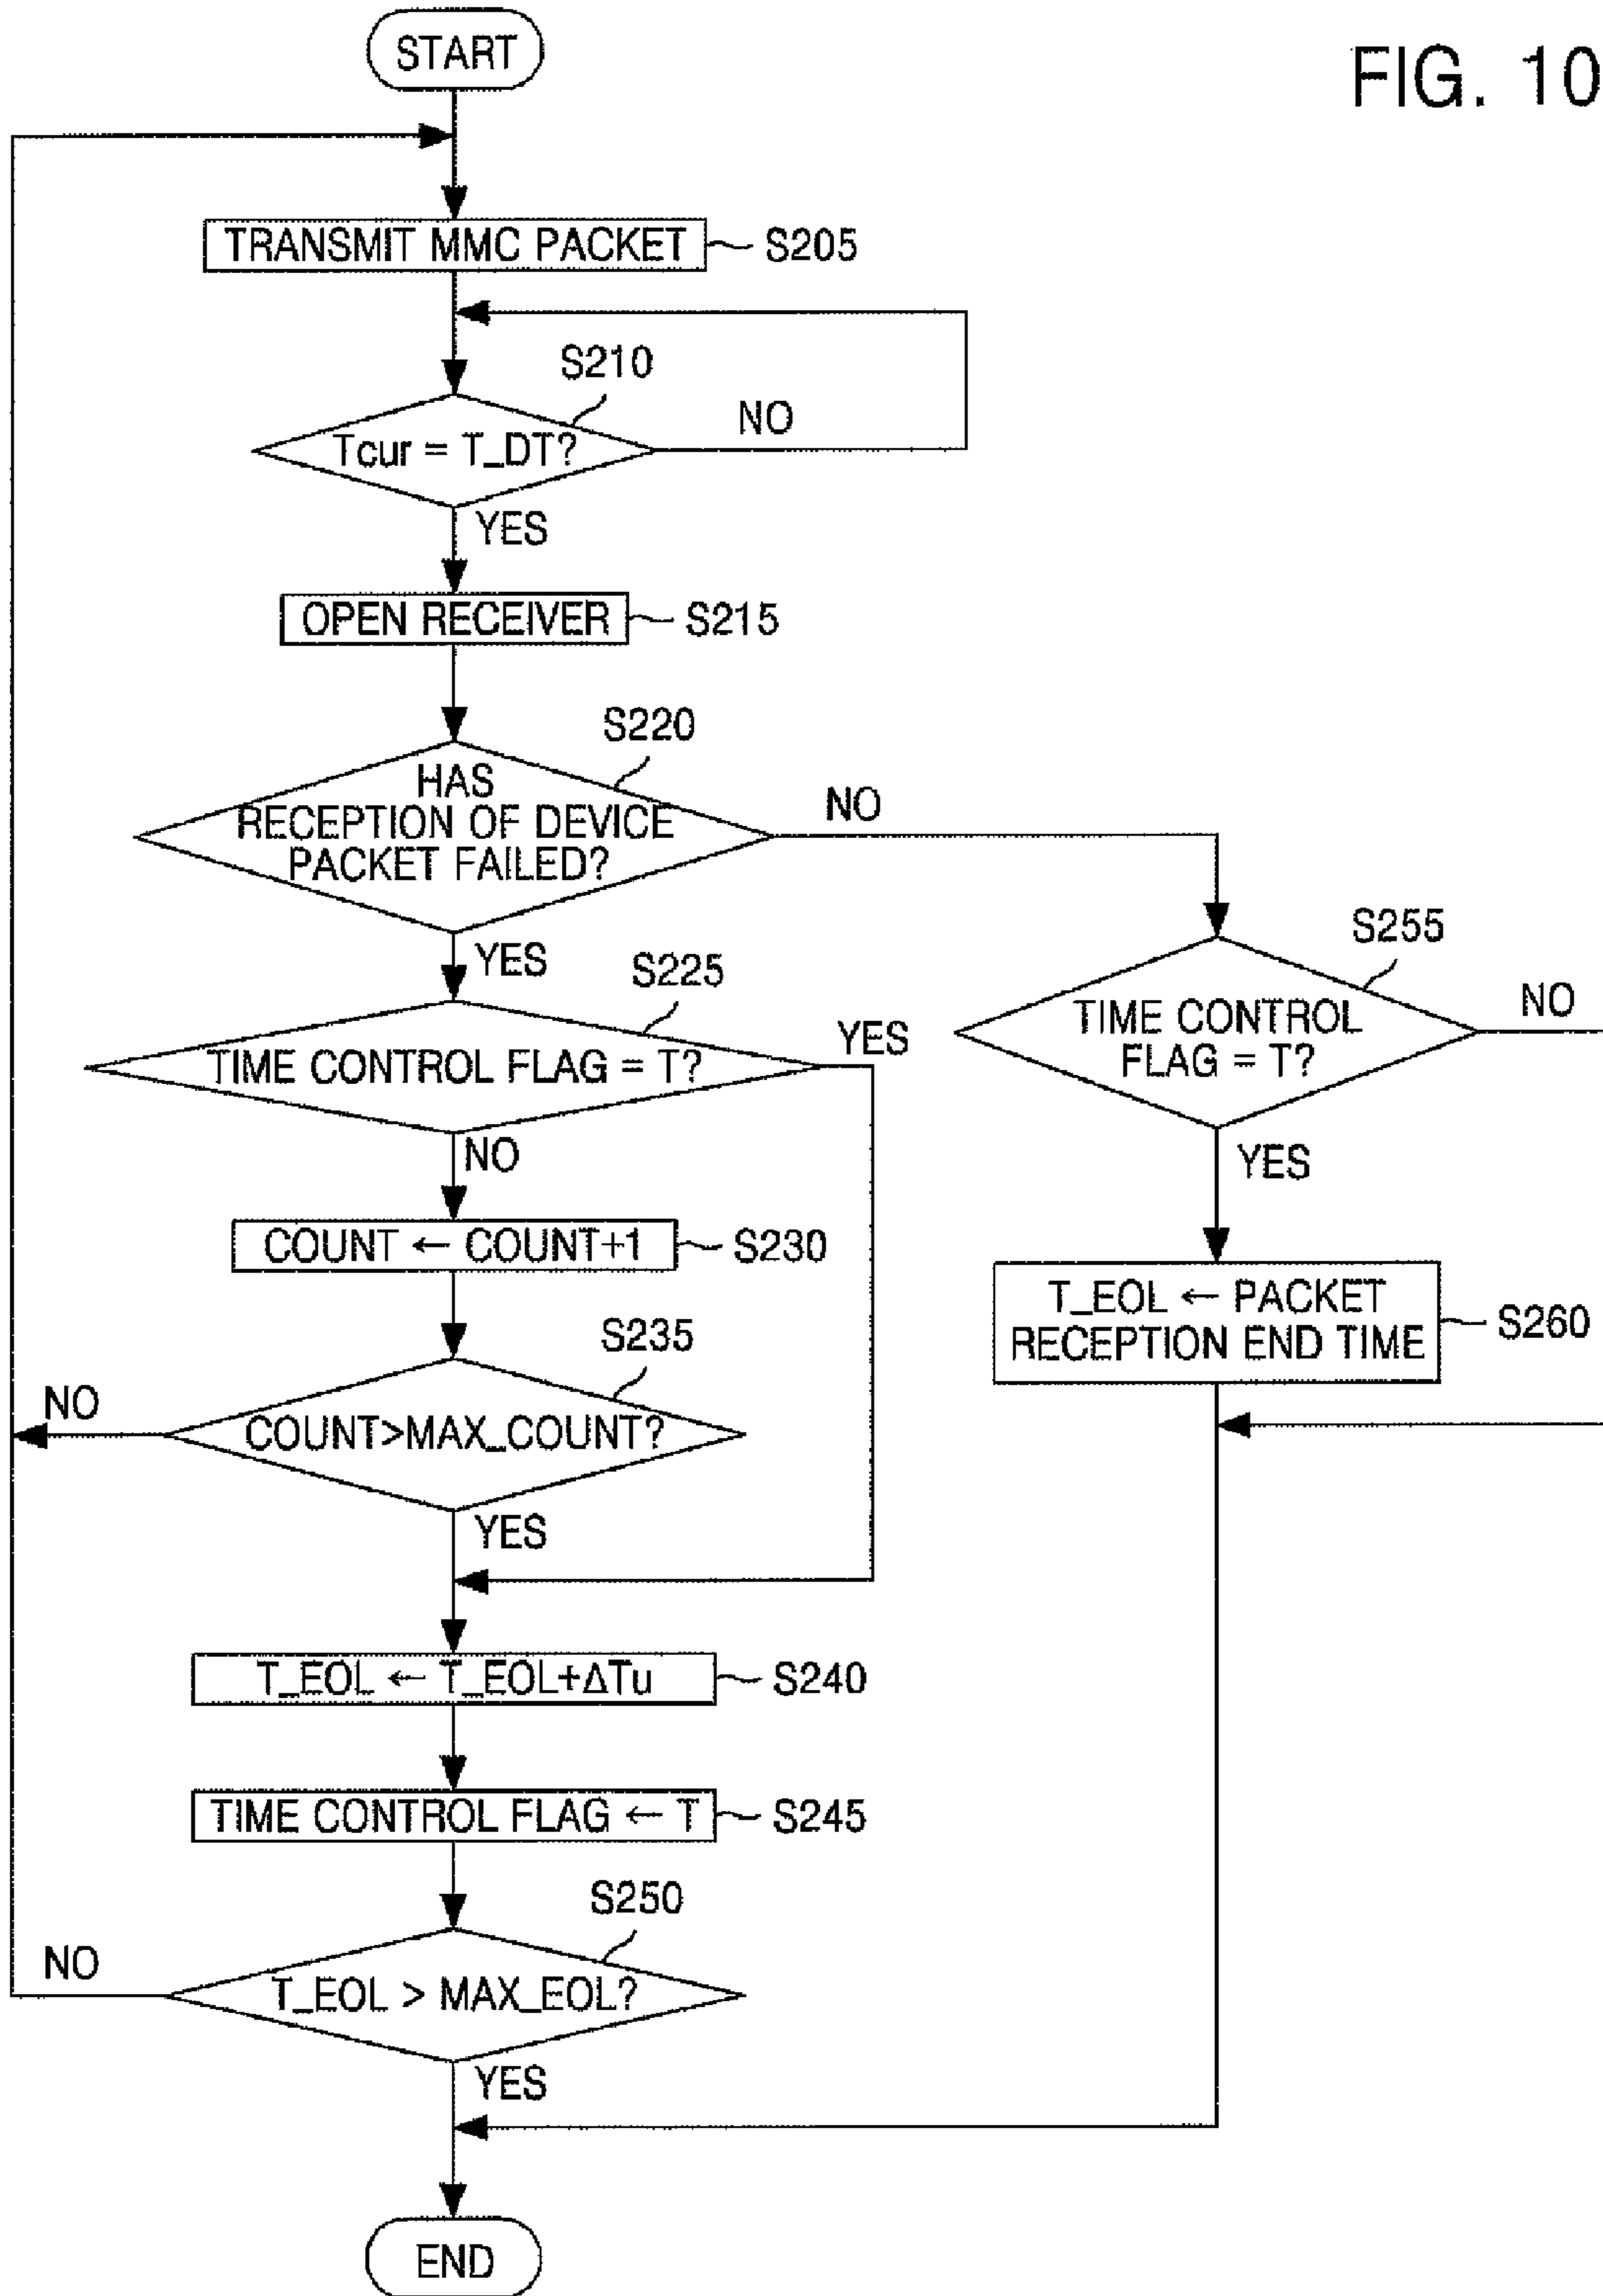 FIG. 10
START
TRANSMIT MMC PACKET
S205
S210
Tcur = T_DT?
NO
YES
OPEN RECEIVER
S215
S220
HAS
RECEPTION OF DEVICE
PACKET FAILED?
NO
YES
S225
TIME CONTROL FLAG = T?
YES
NO
S255
TIME CONTROL
FLAG = T?
NO
YES
COUNT ← COUNT+1
S230
T_EOL ← PACKET
RECEPTION END TIME
S260
S235
COUNT>MAX_COUNT?
NO
YES
T_EOL ← T_EOL+ΔTu
S240
TIME CONTROL FLAG ← T
S245
S250
T_EOL > MAX_EOL?
NO
YES
END